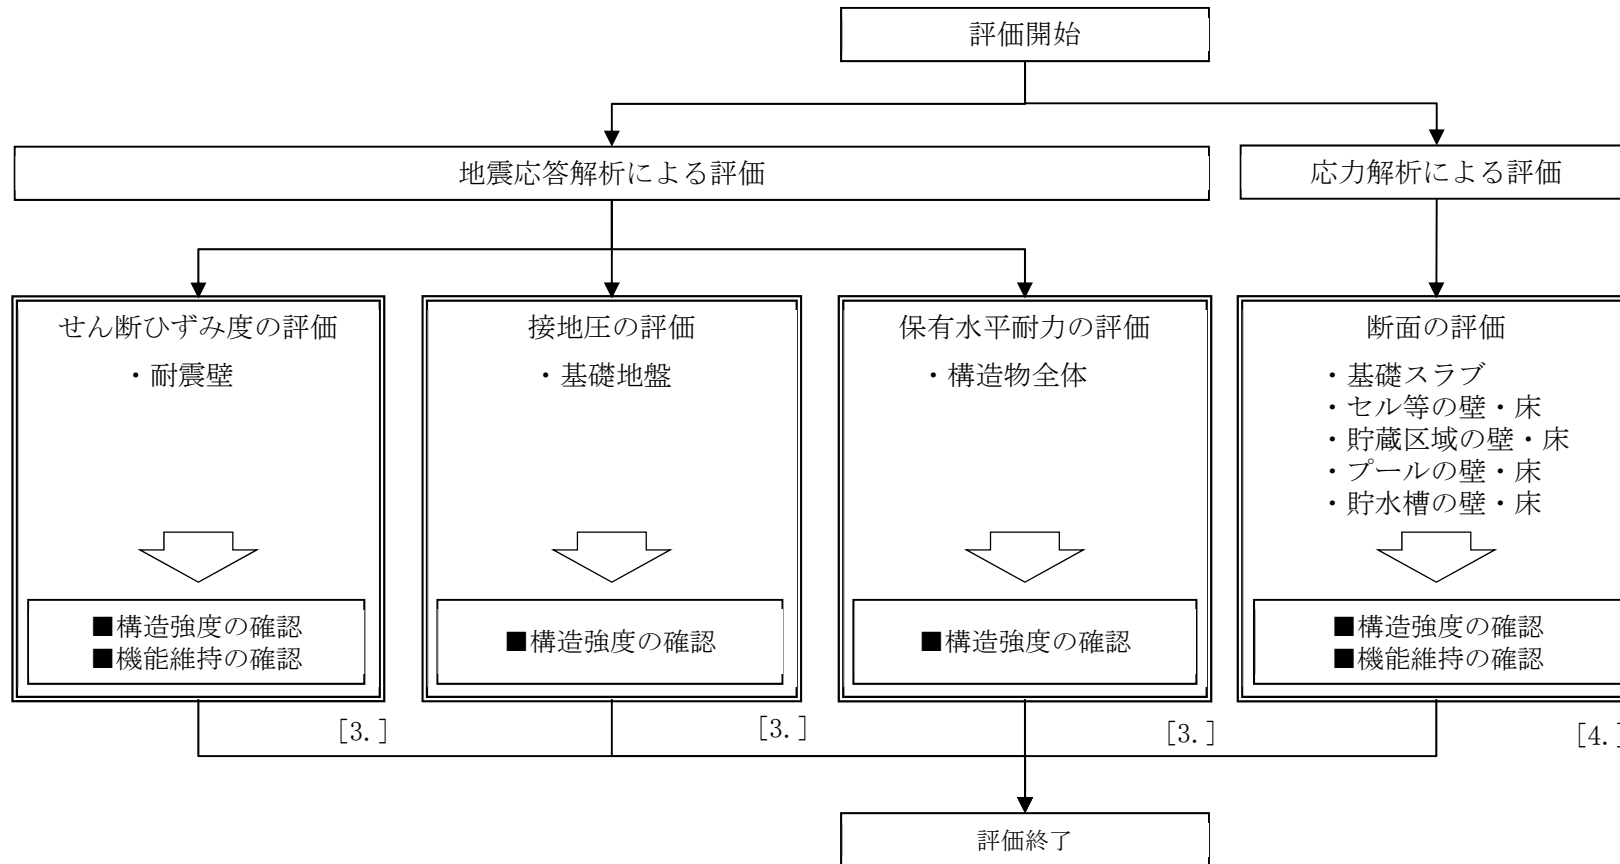 評価開始
地震応答解析による評価
応力解析による評価
せん断ひずみ度の評価
・耐震壁
■構造強度の確認
■機能維持の確認
[3.]
接地圧の評価
・基礎地盤
■構造強度の確認
[3.]
保有水平耐力の評価
・構造物全体
■構造強度の確認
[3.]
断面の評価
・基礎スラブ
・セル等の壁・床
・貯蔵区域の壁・床
・プールの壁・床
・貯水槽の壁・床
■構造強度の確認
■機能維持の確認
[4.]
評価終了